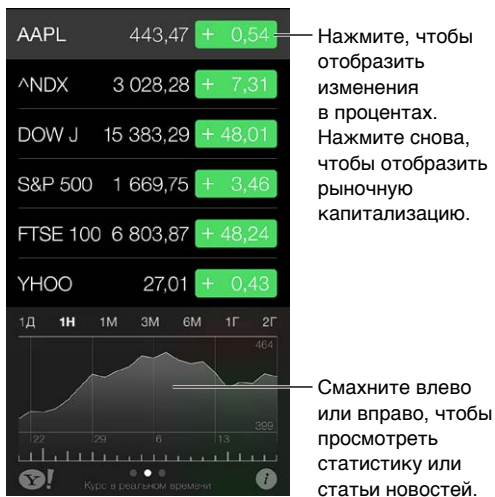 AAPL 443,47 + 0,54
Нажмите, чтобы
отобразить
изменения
в процентах.
Нажмите снова,
чтобы отобразить
рыночную
капитализацию.
^NDX 3 028,28 + 7,31
DOW J 15 383,29 + 48,01
S&P 500 1 669,75 + 3,46
FTSE 100 6 803,87 + 48,24
YHOO 27,01 + 0,43
1Д 1Н 1М 3М 6М 1Г 2Г
464
399
22 29 6 13
Смахните влево
или вправо, чтобы
просмотреть
статистику или
статьи новостей.
Y! Курс в реальном времени i